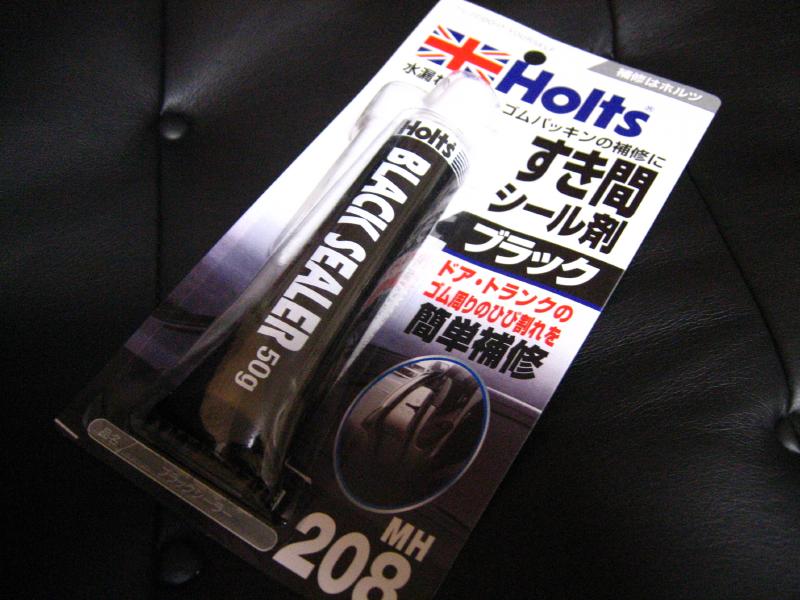 補修はホルツ
Holts®
水漏れ
ゴムパッキンの補修に
すき間
シール剤
ブラック
ドア・トランクの
ゴム周りのひび割れを
簡単補修
Holts
BLACK SEALER 50g
品名
ブラックシーラー
MH
208